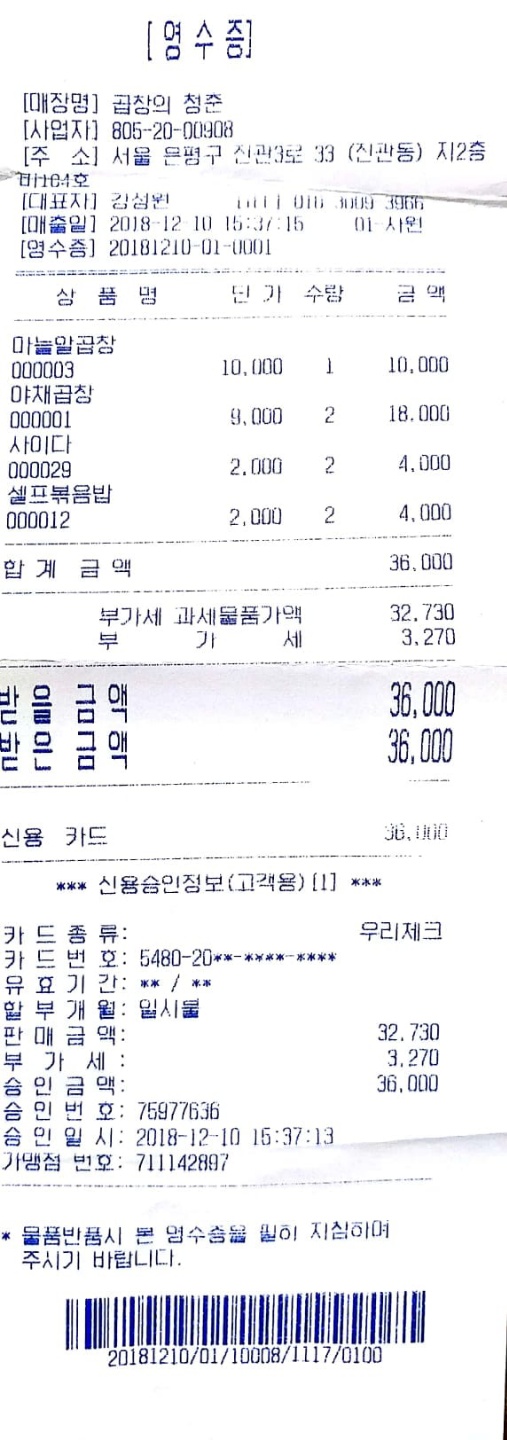 [영수증]
[매장명] 곱창의 청춘
[사업자] 805-20-00908
[주 소] 서울 은평구 진관3로 33 (진관동) 지2층
비104호
[대표자] 강성원
[매출일] 2018-12-10 15:37:15 01-사원
[영수증] 20181210-01-0001
상 품 명 단 가 수량 금 액
마늘알곱창
000003 10,000 1 10,000
야채곱창
000001 9,000 2 18,000
사이다
000029 2,000 2 4,000
셀프볶음밥
000012 2,000 2 4,000
합 계 금 액 36,000
부가세 과세물품가액 32,730
부 가 세 3,270
받 을 금 액 36,000
받 은 금 액 36,000
신용 카드 36,000
*** 신용승인정보(고객용) [1] ***
카 드 종 류: 우리체크
카 드 번 호: 5480-20**-****-****
유 효 기 간: ** / **
할 부 개 월: 일시불
판 매 금 액: 32,730
부 가 세 : 3,270
승 인 금 액: 36,000
승 인 번 호: 75977636
승 인 일 시: 2018-12-10 15:37:13
가맹점 번호: 711142897
* 물품반품시 본 영수증을 필히 지침하며
주시기 바랍니다.
20181210/01/10008/1117/0100